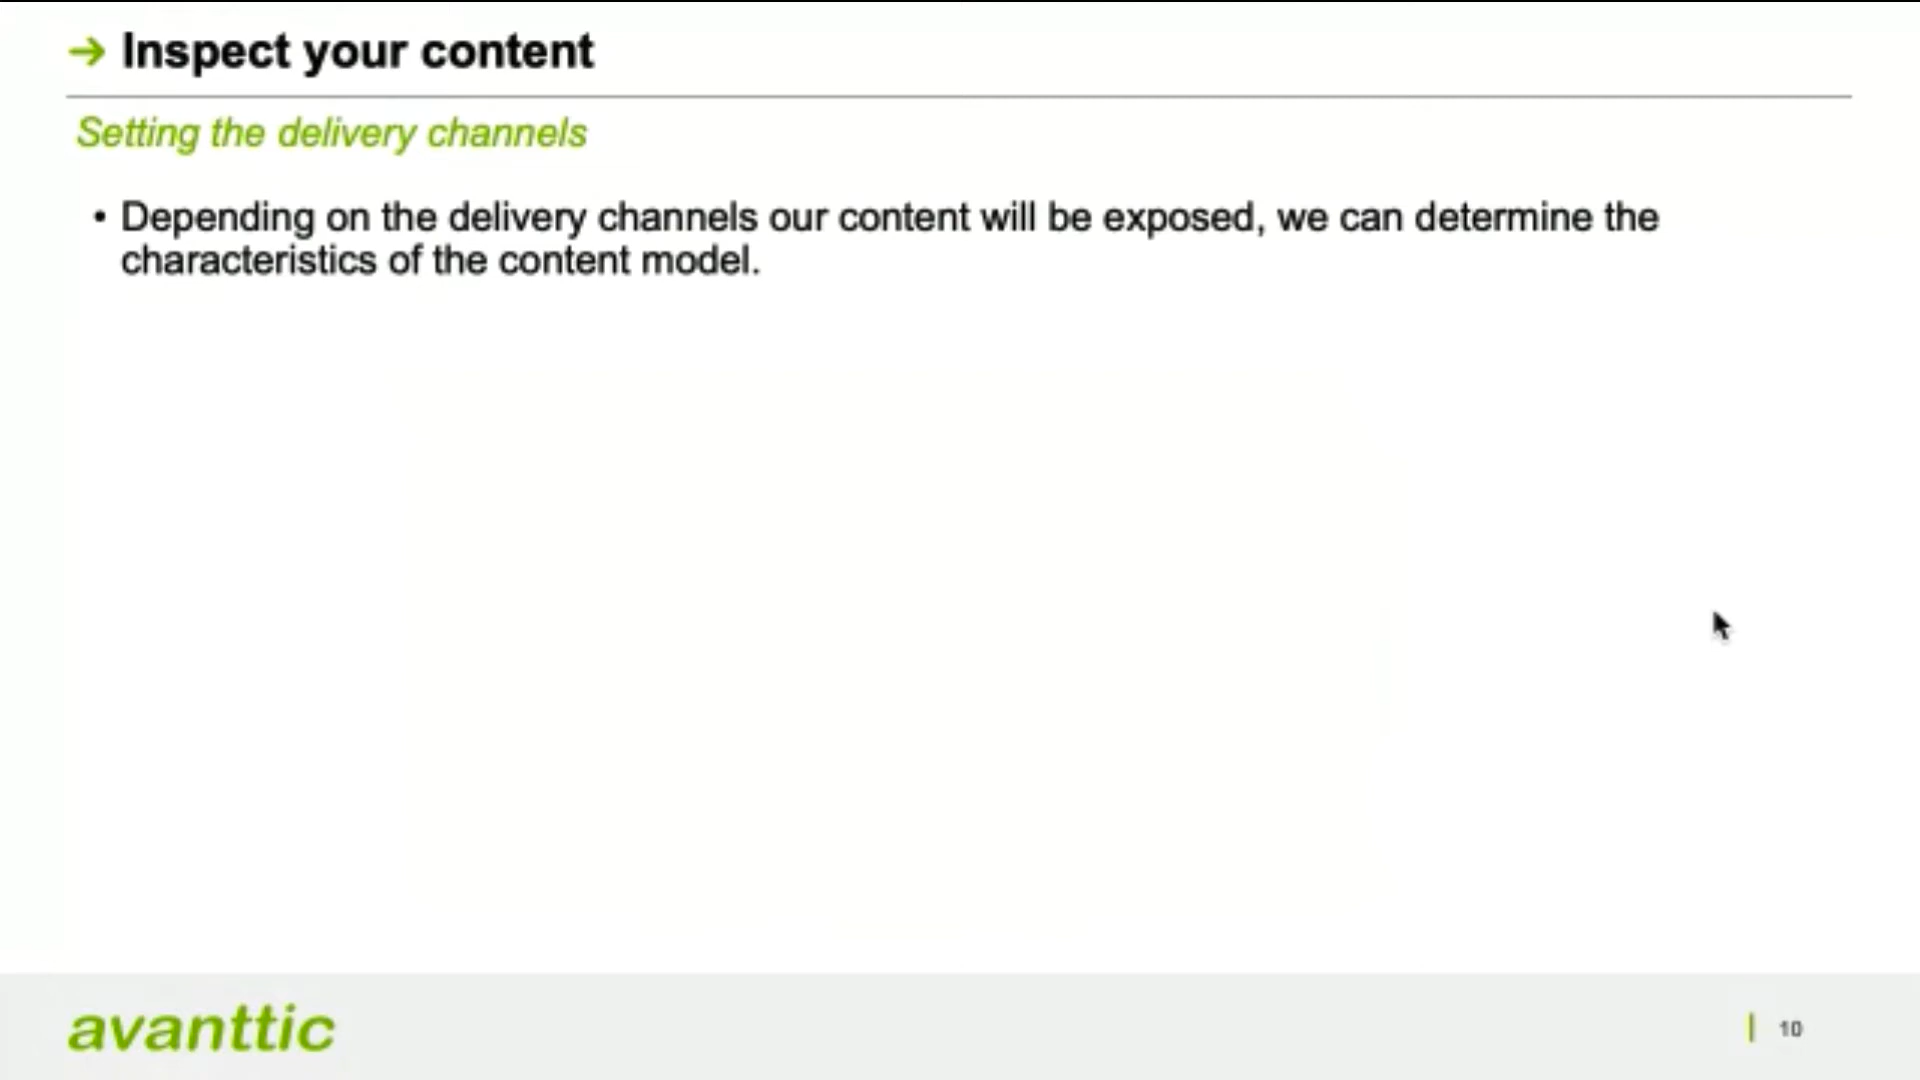 → Inspect your content
Setting the delivery channels
• Depending on the delivery channels our content will be exposed, we can determine the
characteristics of the content model.
avanttic
10